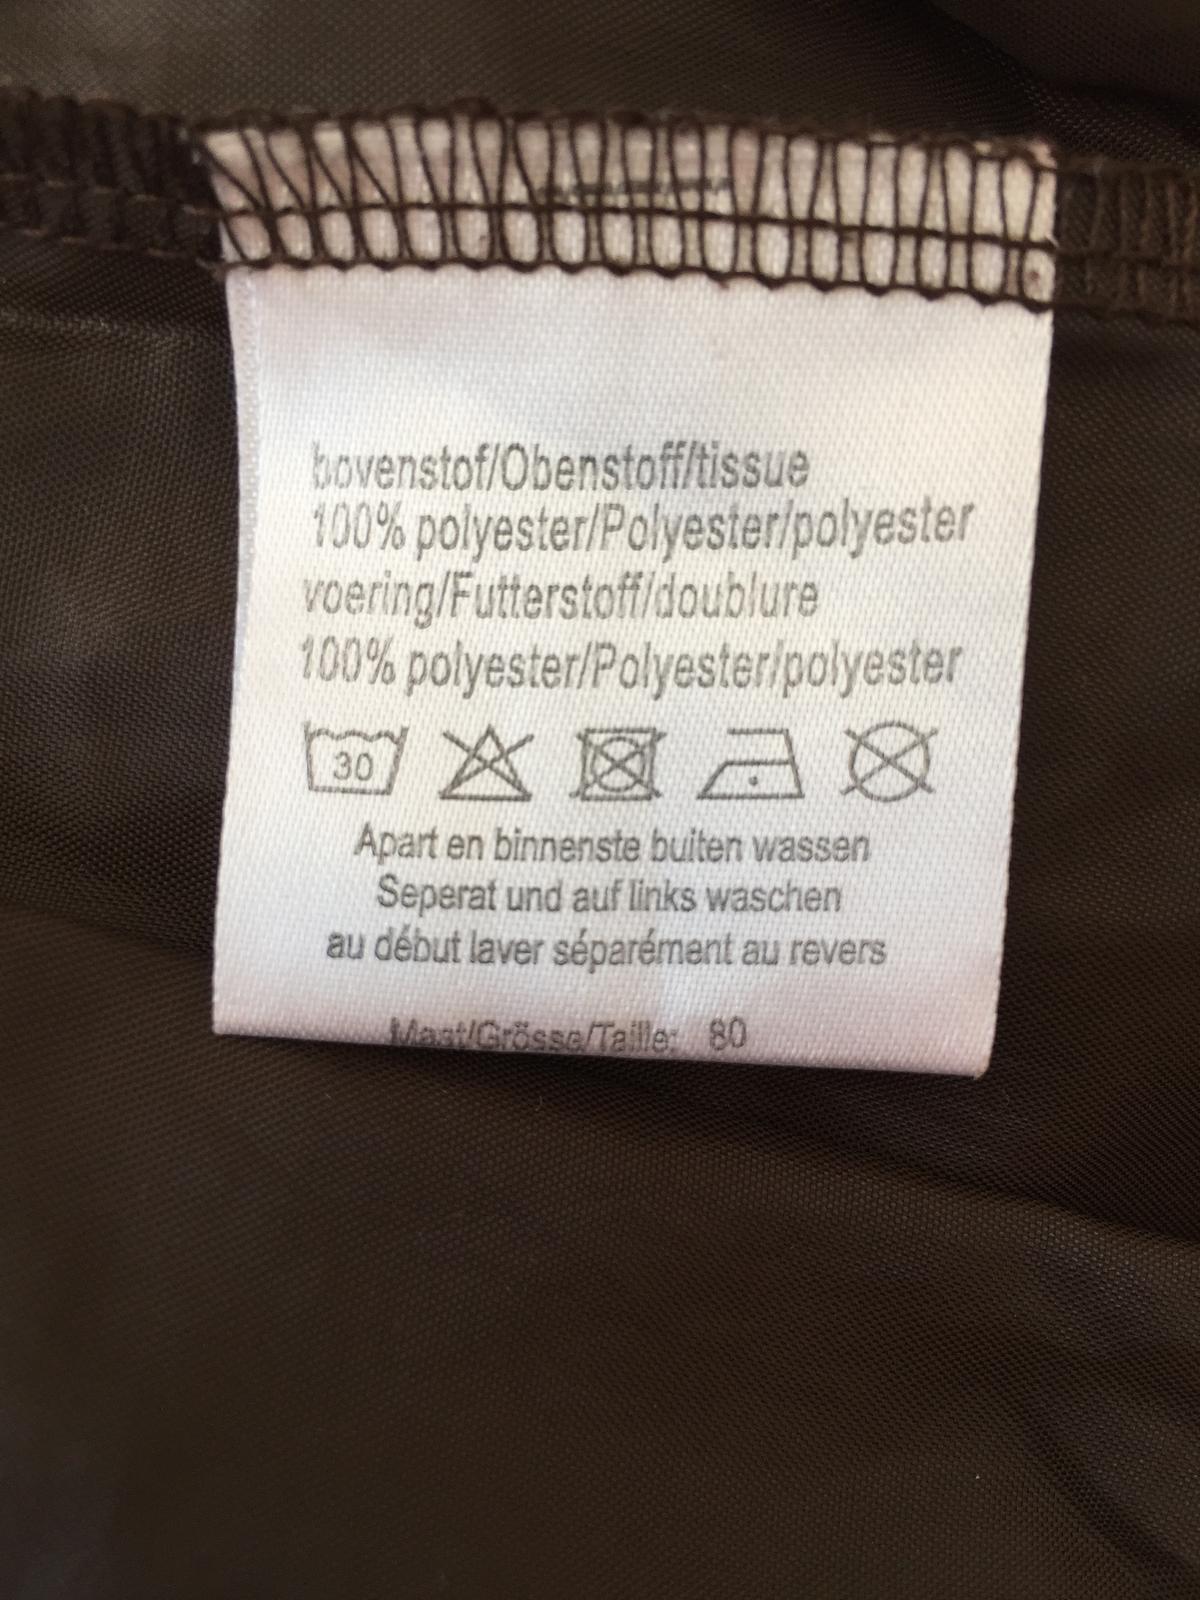 bovenstof/Obenstoff/tissue
100% polyester/Polyester/polyester
voering/Futterstoff/doublure
100% polyester/Polyester/polyester
30
Apart en binnenste buiten wassen
Seperat und auf links waschen
au début laver séparément au revers
Maat/Grösse/Taille: 80